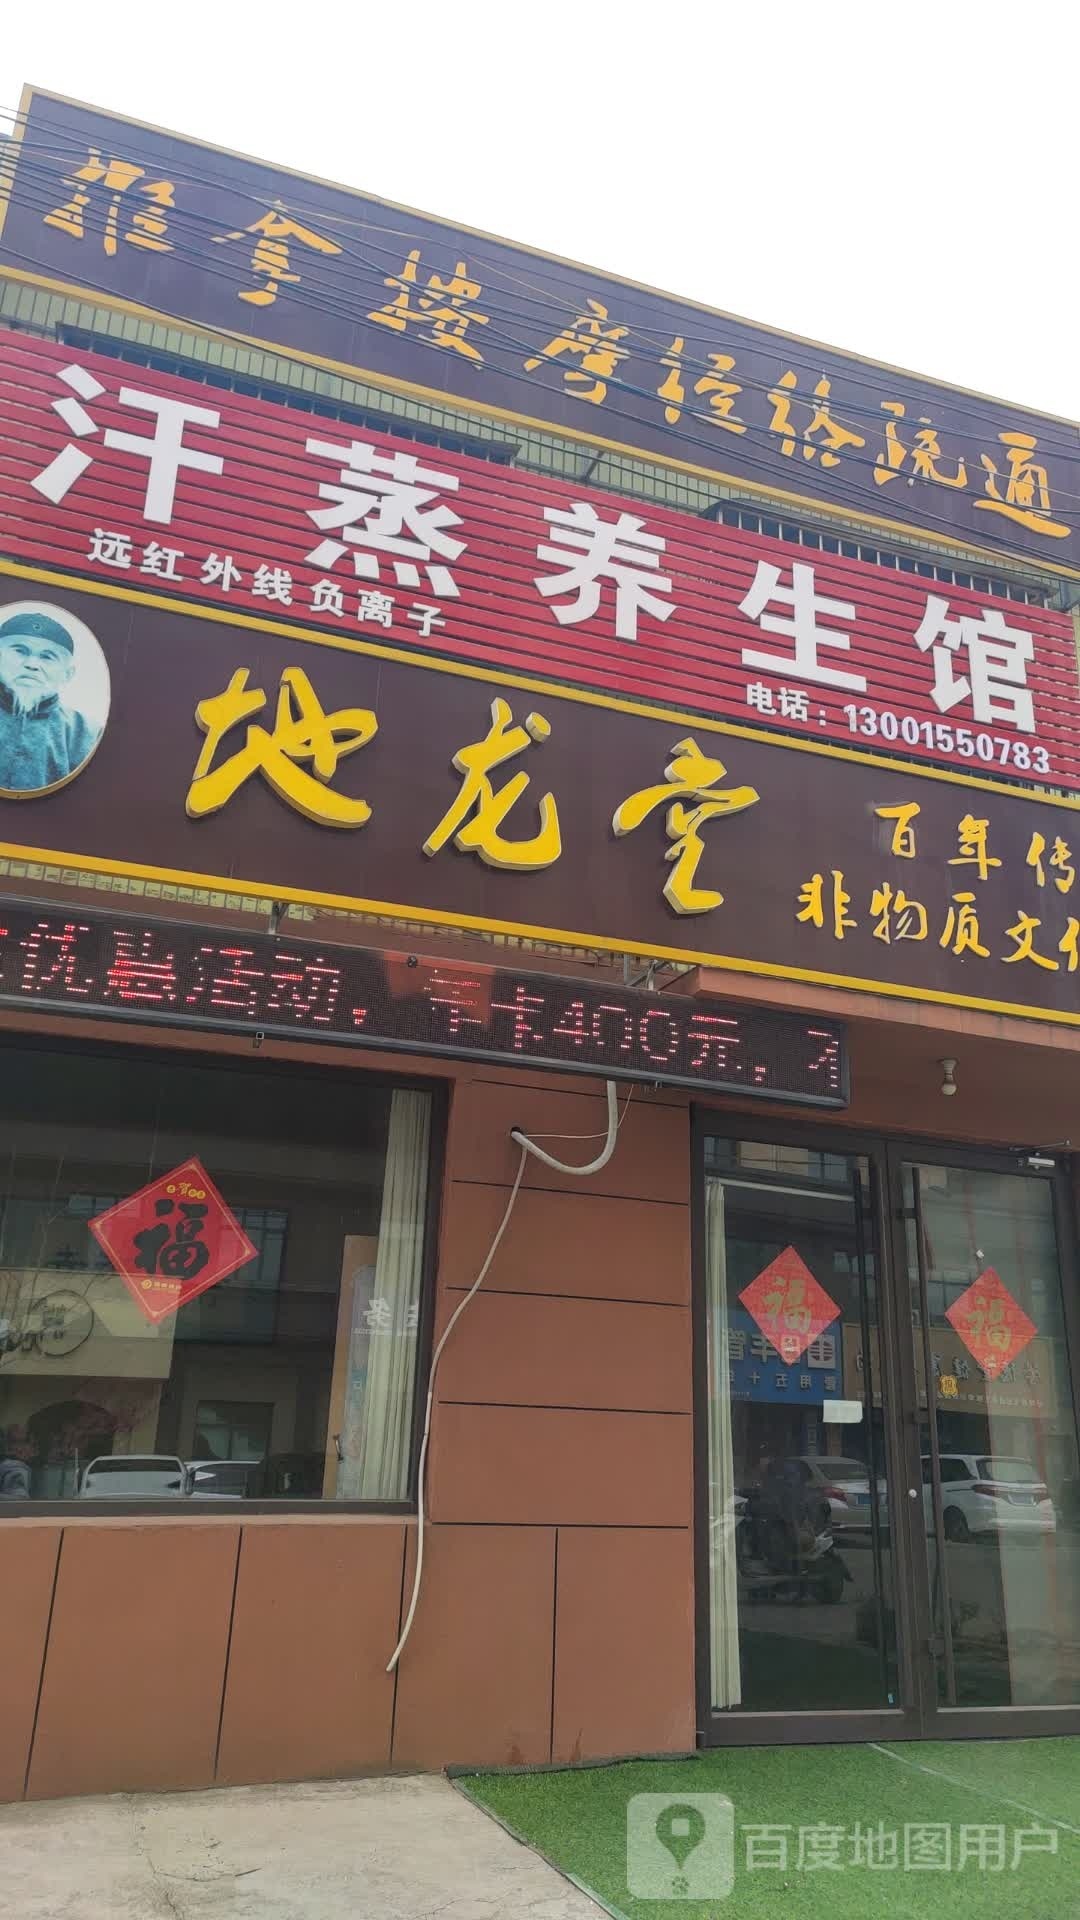 推拿按摩经络疏通
汗蒸养生馆
远红外线负离子
电话：13001550783
地龙堂
百年传
非物质文化
优惠活动，年卡400元，
福
福
福
百度地图用户